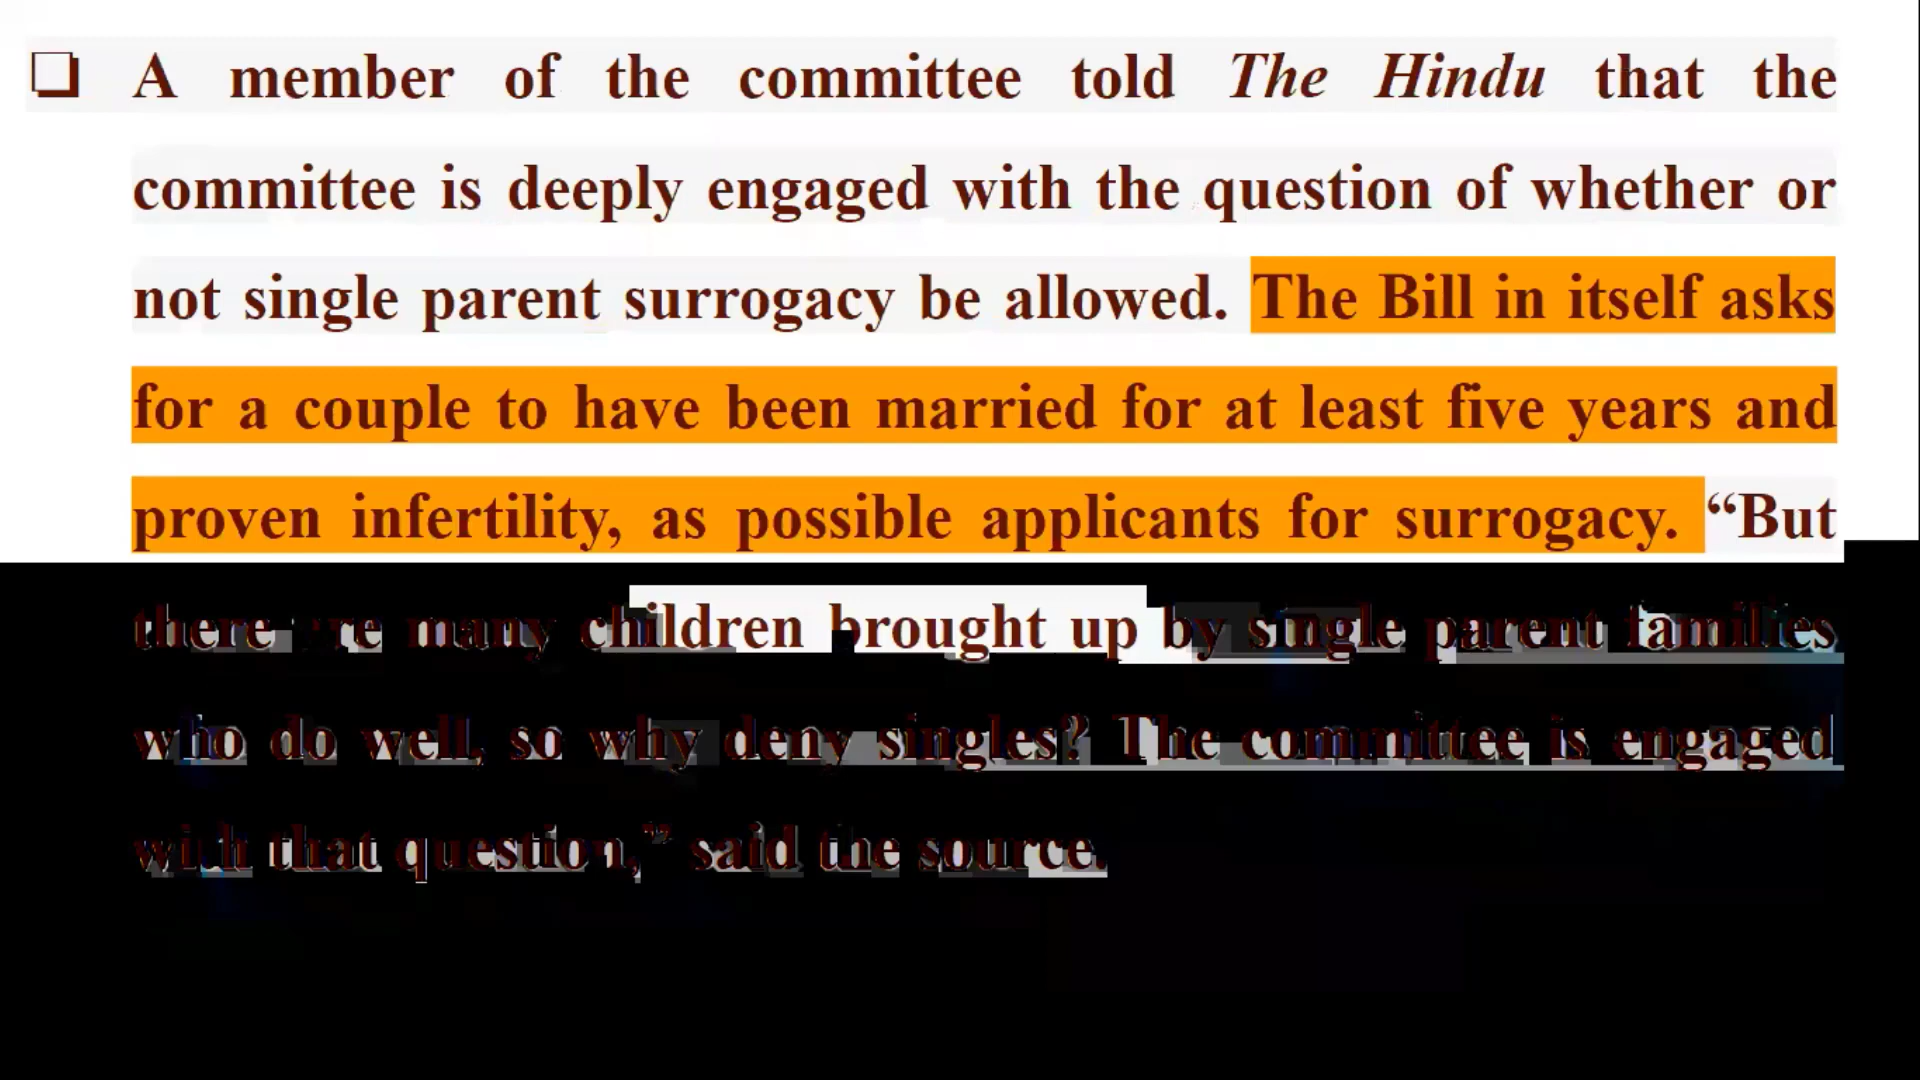 ❑ A member of the committee told The Hindu that the
committee is deeply engaged with the question of whether or
not single parent surrogacy be allowed. The Bill in itself asks
for a couple to have been married for at least five years and
proven infertility, as possible applicants for surrogacy. “But
there are many children brought up by single parent families
who do well, so why deny singles? The committee is engaged
with that question,” said the source.